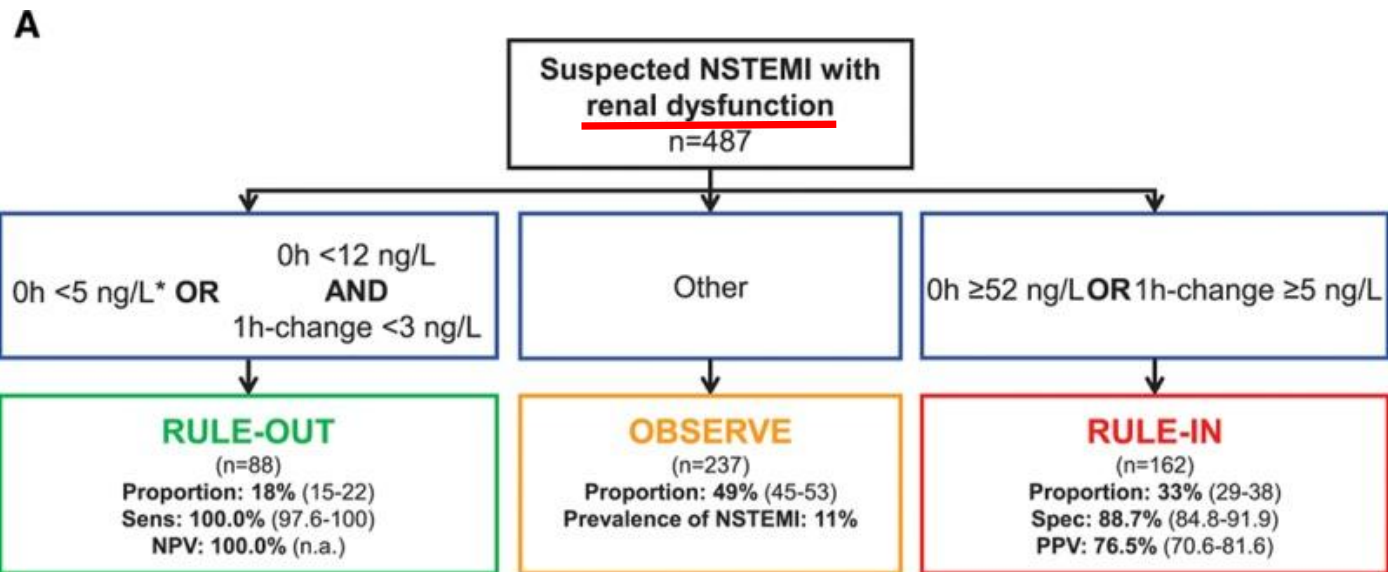 A
Suspected NSTEMI with
renal dysfunction
n=487
0h <5 ng/L* OR
0h <12 ng/L
AND
1h-change <3 ng/L
Other
0h ≥52 ng/L OR 1h-change ≥5 ng/L
RULE-OUT
(n=88)
Proportion: 18% (15-22)
Sens: 100.0% (97.6-100)
NPV: 100.0% (n.a.)
OBSERVE
(n=237)
Proportion: 49% (45-53)
Prevalence of NSTEMI: 11%
RULE-IN
(n=162)
Proportion: 33% (29-38)
Spec: 88.7% (84.8-91.9)
PPV: 76.5% (70.6-81.6)